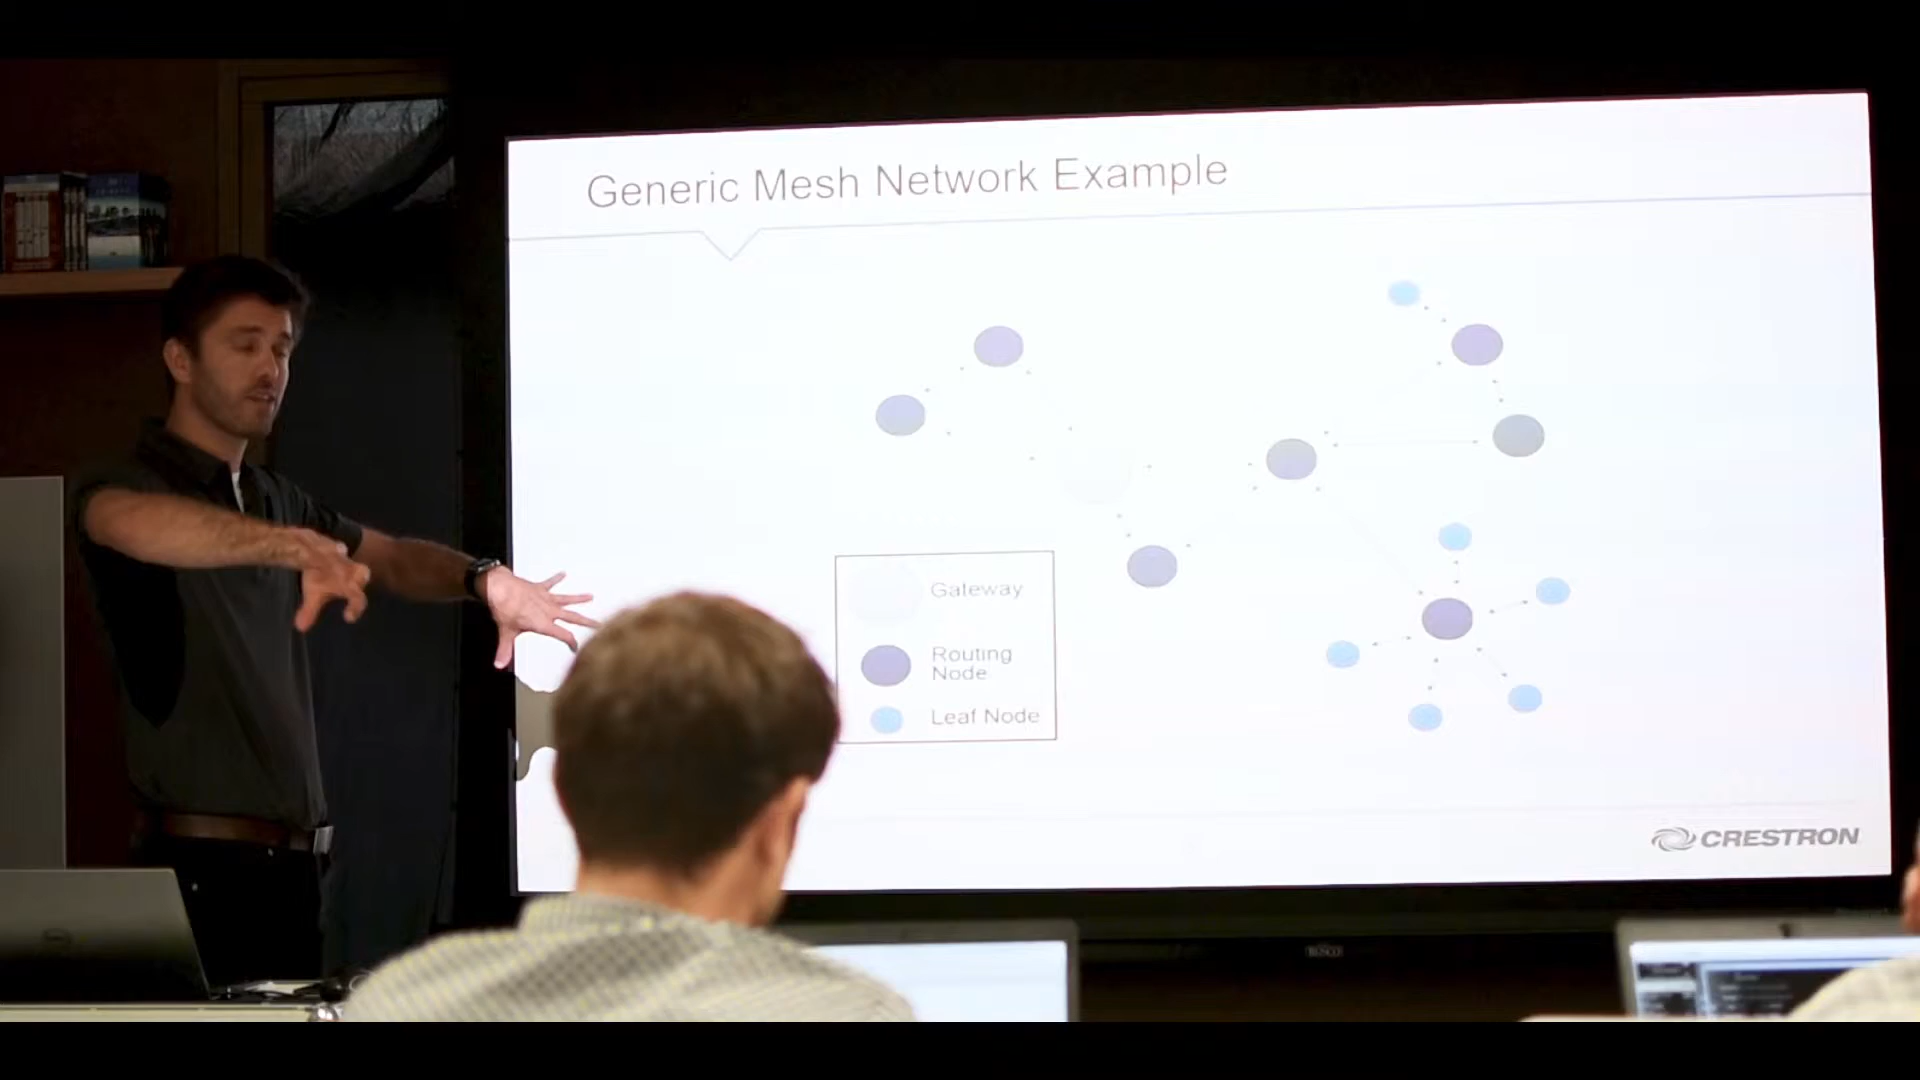 Generic Mesh Network Example
Gateway
Routing
Node
Leaf Node
CRESTRON